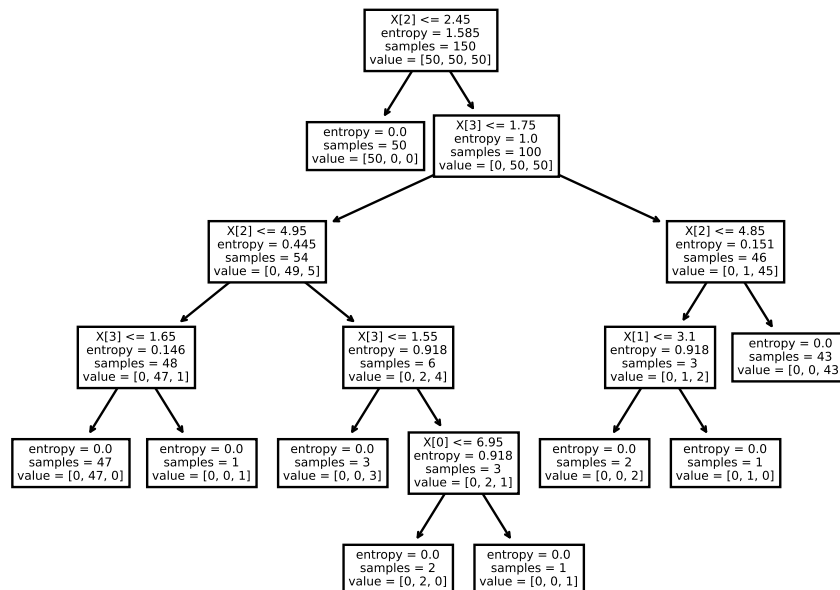 X[2] <= 2.45
entropy = 1.585
samples = 150
value = [50, 50, 50]
entropy = 0.0
samples = 50
value = [50, 0, 0]
X[3] <= 1.75
entropy = 1.0
samples = 100
value = [0, 50, 50]
X[2] <= 4.95
entropy = 0.445
samples = 54
value = [0, 49, 5]
X[2] <= 4.85
entropy = 0.151
samples = 46
value = [0, 1, 45]
X[3] <= 1.65
entropy = 0.146
samples = 48
value = [0, 47, 1]
X[3] <= 1.55
entropy = 0.918
samples = 6
value = [0, 2, 4]
X[1] <= 3.1
entropy = 0.918
samples = 3
value = [0, 1, 2]
entropy = 0.0
samples = 43
value = [0, 0, 43
entropy = 0.0
samples = 47
value = [0, 47, 0]
entropy = 0.0
samples = 1
value = [0, 0, 1]
entropy = 0.0
samples = 3
value = [0, 0, 3]
X[0] <= 6.95
entropy = 0.918
samples = 3
value = [0, 2, 1]
entropy = 0.0
samples = 2
value = [0, 0, 2]
entropy = 0.0
samples = 1
value = [0, 1, 0]
entropy = 0.0
samples = 2
value = [0, 2, 0]
entropy = 0.0
samples = 1
value = [0, 0, 1]